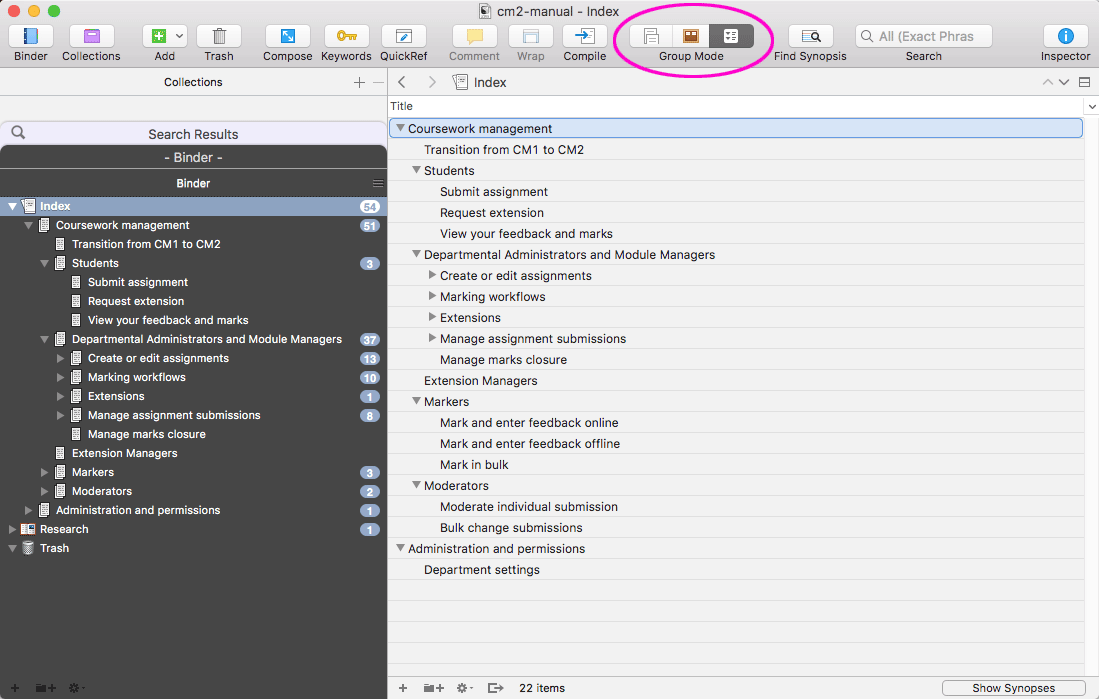 cm2-manual - Index
Binder Collections Add Trash Compose Keywords QuickRef Comment Wrap Compile Group Mode Find Synopsis All (Exact Phras Search Inspector
Collections
Index
Title
Search Results
- Binder -
Binder
Index 54
Coursework management 51
Transition from CM1 to CM2
Students 3
Submit assignment
Request extension
View your feedback and marks
Departmental Administrators and Module Managers 37
Create or edit assignments 13
Marking workflows 10
Extensions 1
Manage assignment submissions 8
Manage marks closure
Extension Managers
Markers 3
Moderators 2
Administration and permissions 1
Research 1
Trash
Coursework management
Transition from CM1 to CM2
Students
Submit assignment
Request extension
View your feedback and marks
Departmental Administrators and Module Managers
Create or edit assignments
Marking workflows
Extensions
Manage assignment submissions
Manage marks closure
Extension Managers
Markers
Mark and enter feedback online
Mark and enter feedback offline
Mark in bulk
Moderators
Moderate individual submission
Bulk change submissions
Administration and permissions
Department settings
22 items
Show Synopses